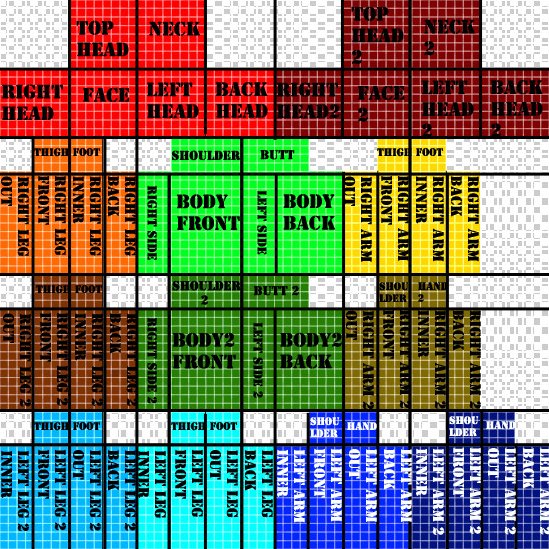 TOP HEAD
NECK
TOP HEAD 2
NECK 2
RIGHT HEAD
FACE
LEFT HEAD
BACK HEAD
RIGHT HEAD2
FACE 2
LEFT HEAD 2
BACK HEAD 2
THIGH FOOT
SHOULDER
BUTT
THIGH FOOT
RIGHT LEG OUT
RIGHT LEG FRONT
RIGHT LEG INNER
RIGHT LEG BACK
RIGHT SIDE
BODY FRONT
LEFT SIDE
BODY BACK
RIGHT ARM OUT
RIGHT ARM FRONT
RIGHT ARM INNER
RIGHT ARM BACK
THIGH FOOT
SHOULDER 2
BUTT 2
SHOULDER 2
HAND 2
RIGHT LEG 2 OUT
RIGHT LEG 2 FRONT
RIGHT LEG 2 INNER
RIGHT LEG 2 BACK
RIGHT SIDE 2
BODY2 FRONT
LEFT SIDE 2
BODY2 BACK
RIGHT ARM 2 OUT
RIGHT ARM 2 FRONT
RIGHT ARM 2 INNER
RIGHT ARM 2 BACK
THIGH FOOT
THIGH FOOT
SHOULDER
HAND
SHOULDER
HAND
LEFT LEG 2 INNER
LEFT LEG 2 FRONT
LEFT LEG 2 OUT
LEFT LEG 2 BACK
LEFT LEG INNER
LEFT LEG FRONT
LEFT LEG OUT
LEFT LEG BACK
LEFT ARM INNER
LEFT ARM FRONT
LEFT ARM OUT
LEFT ARM BACK
LEFT ARM 2 INNER
LEFT ARM 2 FRONT
LEFT ARM 2 OUT
LEFT ARM 2 BACK